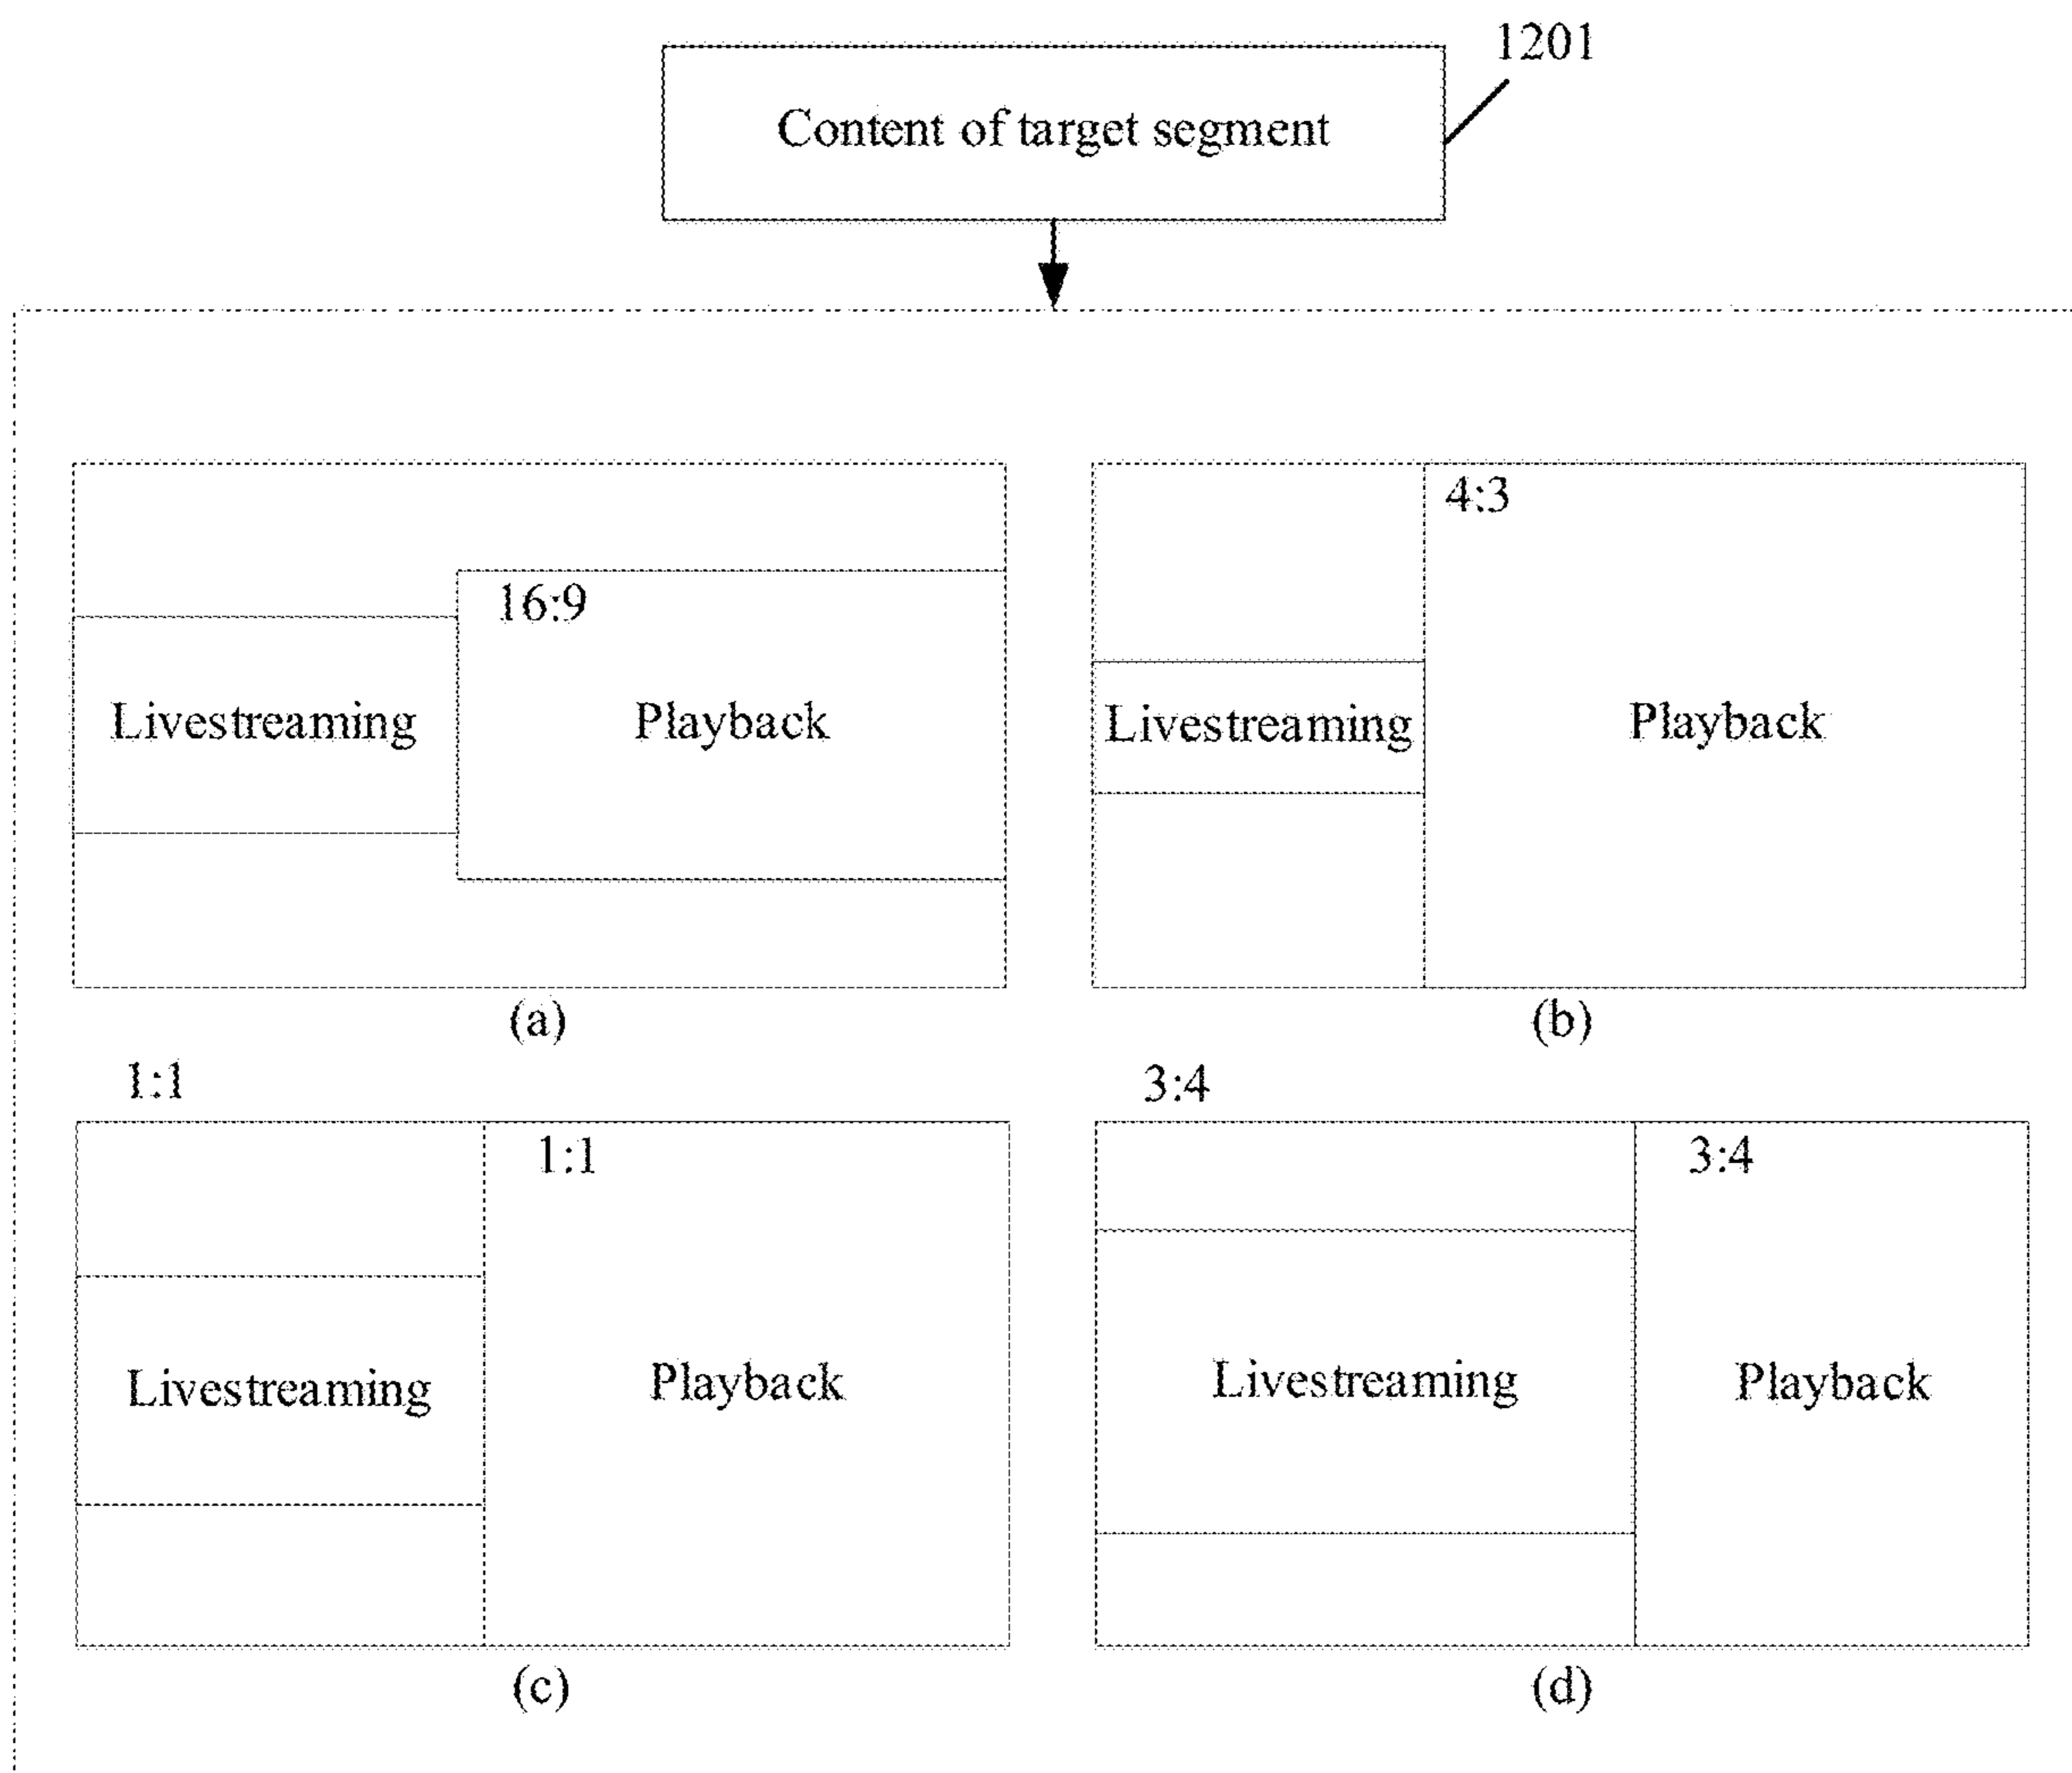 1201
Content of target segment
4:3
16:9
Livestreaming
Playback
Livestreaming
Playback
(a)
(b)
1:1
3:4
1:1
3:4
Livestreaming
Playback
Livestreaming
Playback
(c)
(d)